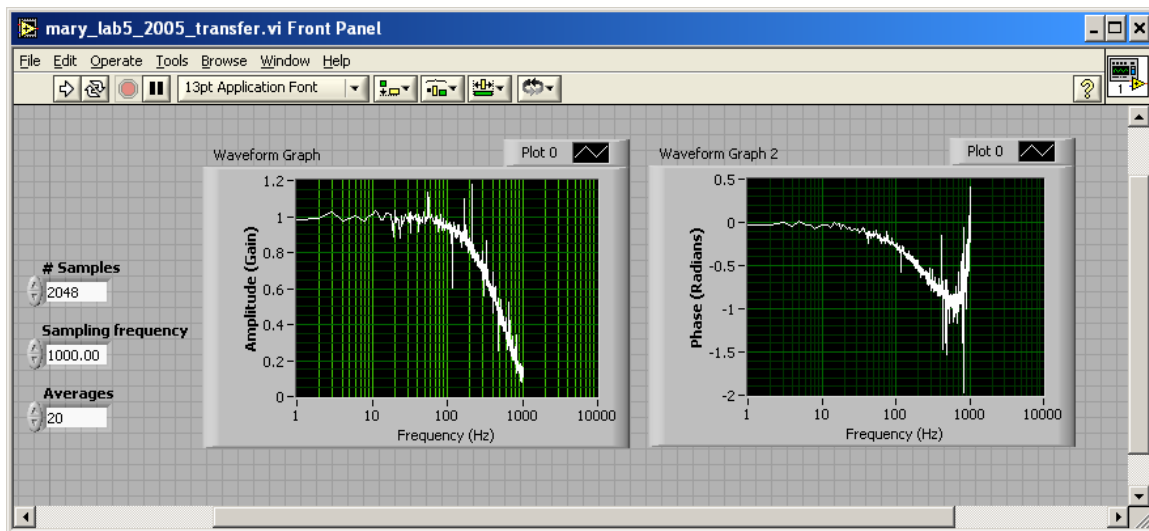 mary_lab5_2005_transfer.vi Front Panel
File Edit Operate Tools Browse Window Help
13pt Application Font
1
Waveform Graph
Plot 0
Amplitude (Gain)
1.2
1
0.8
0.6
0.4
0.2
0
1 10 100 1000 10000
Frequency (Hz)
Waveform Graph 2
Plot 0
Phase (Radians)
0.5
0
-0.5
-1
-1.5
-2
1 10 100 1000 10000
Frequency (Hz)
# Samples
2048
Sampling frequency
1000.00
Averages
20